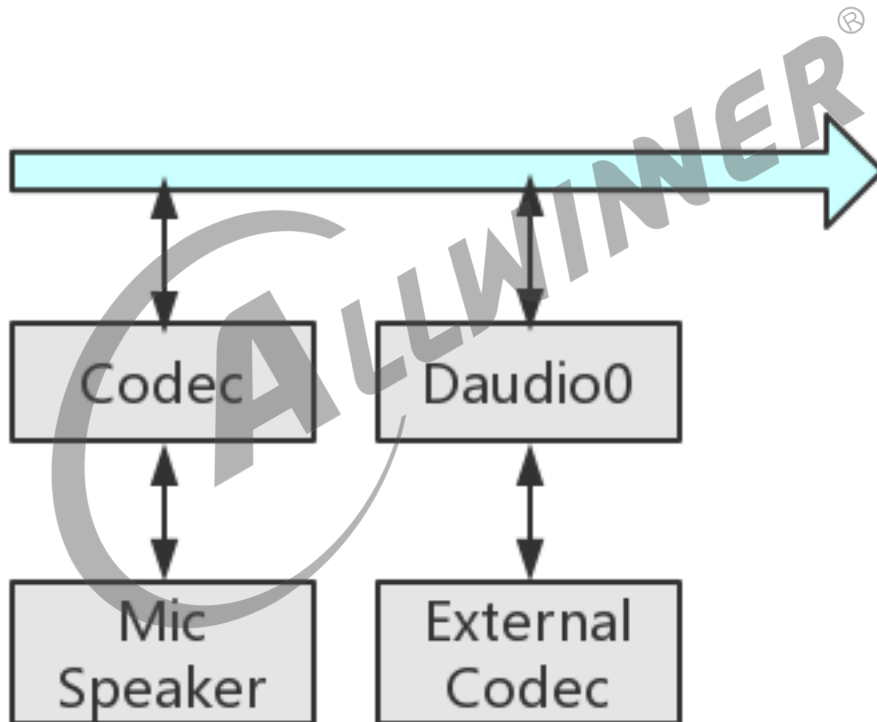 ALLWINNER®
Codec
Daudio0
Mic
Speaker
External
Codec